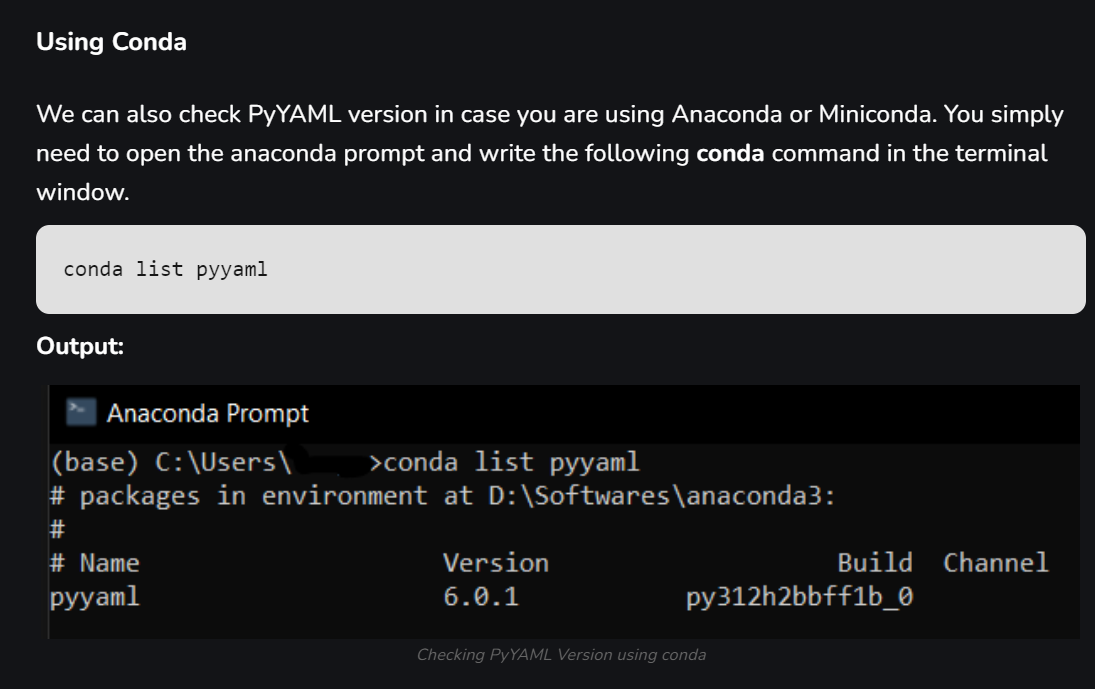 Using Conda
We can also check PyYAML version in case you are using Anaconda or Miniconda. You simply
need to open the anaconda prompt and write the following conda command in the terminal
window.
conda list pyyaml
Output:
Anaconda Prompt
(base) C:\Users\ >conda list pyyaml
# packages in environment at D:\Softwares\anaconda3:
#
# Name Version Build Channel
pyyaml 6.0.1 py312h2bbff1b_0
Checking PyYAML Version using conda